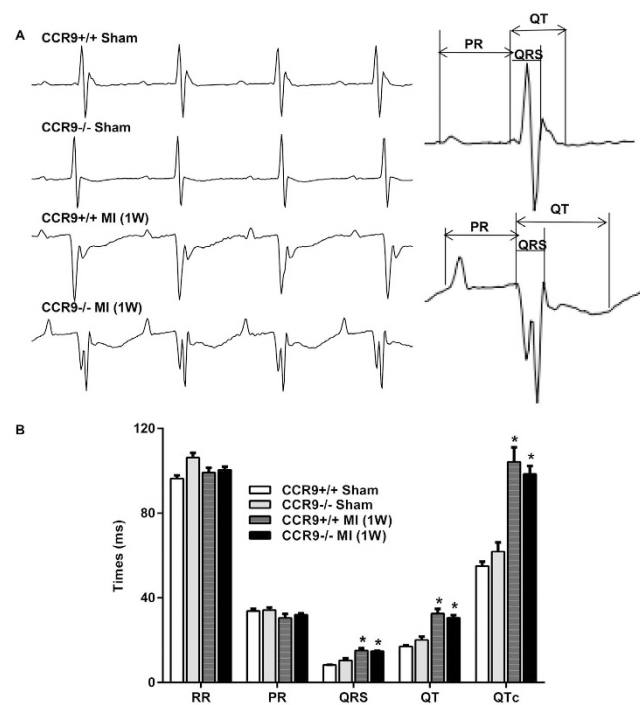 A
CCR9+/+ Sham
CCR9-/- Sham
CCR9+/+ MI (1W)
CCR9-/- MI (1W)
QT
PR
QRS
QT
PR
QRS
B
120
80
40
0
Times (ms)
CCR9+/+ Sham
CCR9-/- Sham
CCR9+/+ MI (1W)
CCR9-/- MI (1W)
* * * * * *
RR PR QRS QT QTc